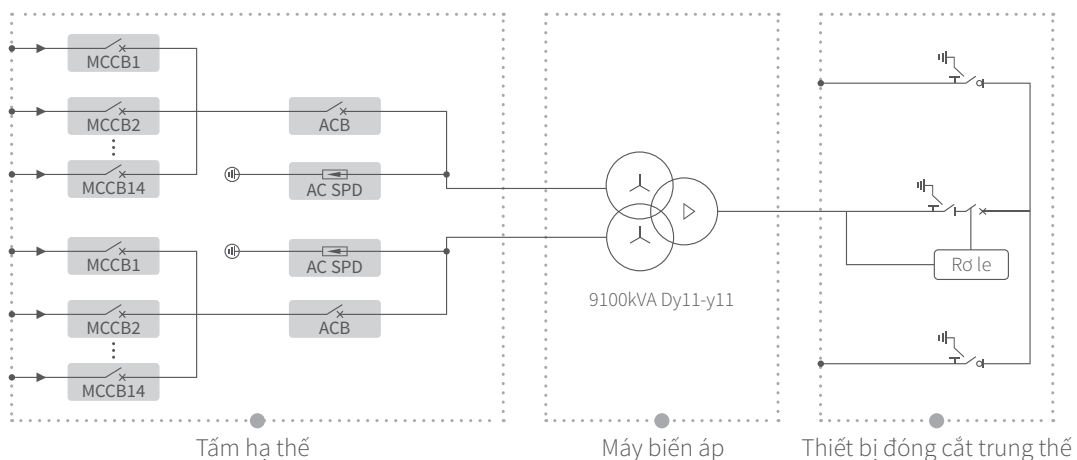 MCCB1
MCCB2
ACB
MCCB14
AC SPD
MCCB1
AC SPD
MCCB2
ACB
MCCB14
9100kVA Dy11-y11
Rơ le
Tấm hạ thế
Máy biến áp
Thiết bị đóng cắt trung thế